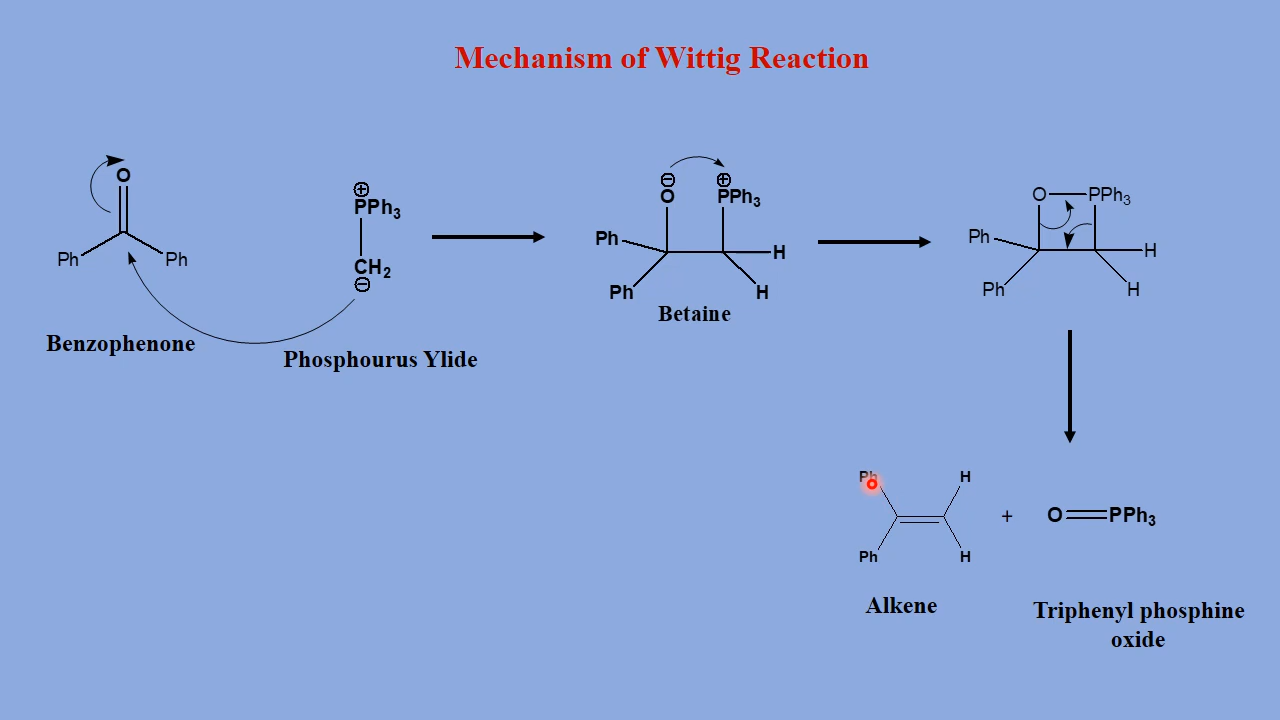 Mechanism of Wittig Reaction
O
Ph
Ph
Benzophenone
⊕
PPh3
CH2
⊖
Phosphourus Ylide
⊖
⊕
O
PPh3
Ph
H
Ph
H
Betaine
O
PPh3
Ph
H
Ph
H
Ph
H
Ph
H
Alkene
+
O
PPh3
Triphenyl phosphine
oxide